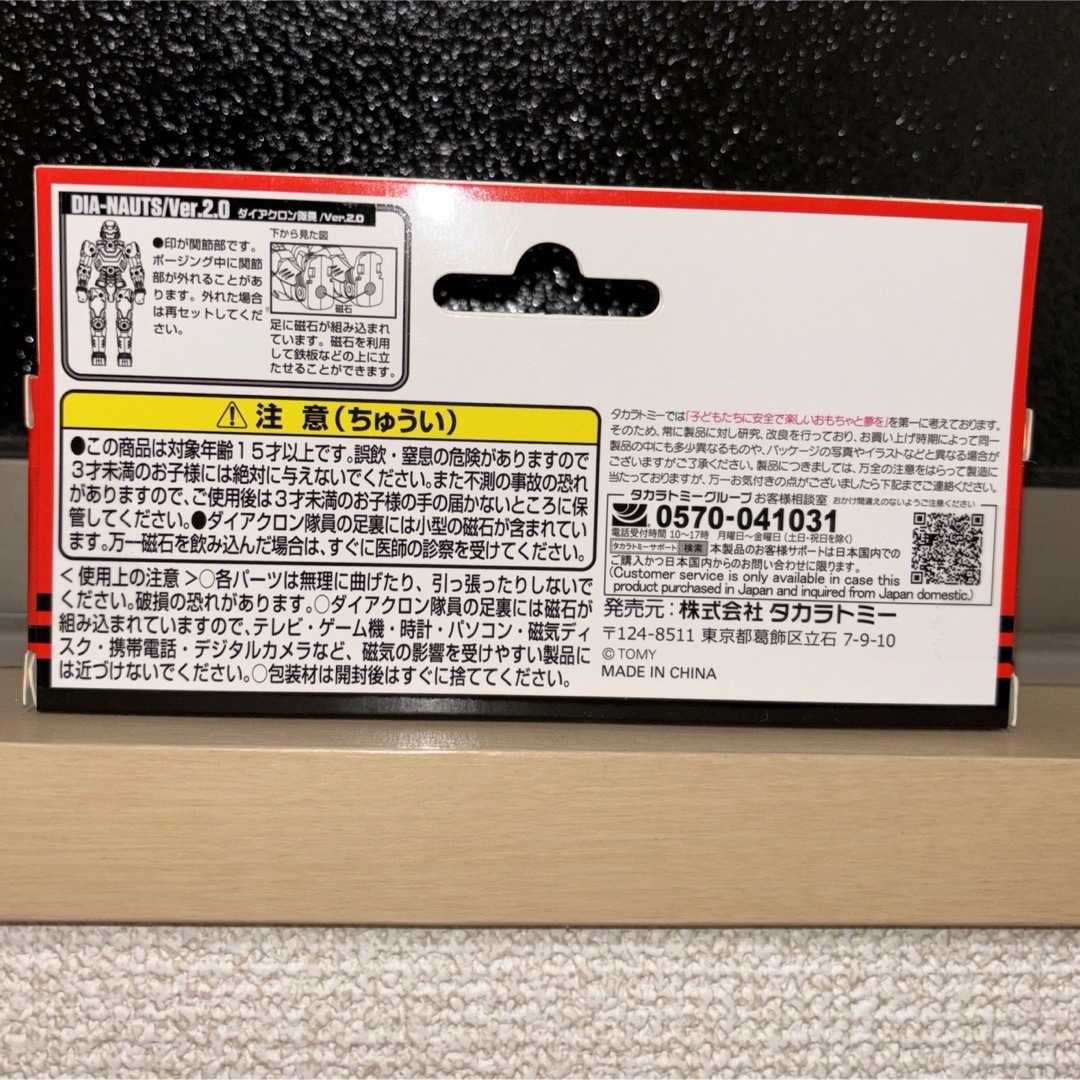 DIA-NAUTS/Ver.2.0 ダイアクロン隊員 /Ver.2.0
●印が関節部です。
ポージング中に関節
部が外れることがあ
ります。外れた場合
は再セットしてくだ
さい。
下から見た図
磁石
足に磁石が組み込まれ
ています。磁石を利用
して鉄板などの上に立
たせることができます。
⚠注意(ちゅうい)
●この商品は対象年齢15才以上です。誤飲・窒息の危険がありますので
3才未満のお子様には絶対に与えないでください。また不測の事故の恐れ
がありますので、ご使用後は3才未満のお子様の手の届かないところに保
管してください。●ダイアクロン隊員の足裏には小型の磁石が含まれてい
ます。万一磁石を飲み込んだ場合は、すぐに医師の診察を受けてください。
<使用上の注意>○各パーツは無理に曲げたり、引っ張ったりしないで
ください。破損の恐れがあります。○ダイアクロン隊員の足裏には磁石が
組み込まれていますので、テレビ・ゲーム機・時計・パソコン・磁気ディ
スク・携帯電話・デジタルカメラなど、磁気の影響を受けやすい製品に
は近づけないでください。○包装材は開封後はすぐに捨ててください。
タカラトミーでは「子どもたちに安全で楽しいおもちゃと夢を」を第一に考えております。
そのため、常に製品に対し研究、改良を行っており、お買い上げ時期によって同一
製品の中にも多少異なるものや、パッケージの写真やイラストなどと異なる場合が
ございますがご了承ください。製品につきましては、万全の注意をはらって製造に
当たっておりますが、万一お気付きの点がございましたら下記までご連絡ください。
タカラトミーグループ お客様相談室 おかけ間違えのないようご注意ください
0570-041031
電話受付時間 10~17時 月曜日~金曜日(土日・祝日を除く)
タカラトミーサポート 検索 本製品のお客様サポートは日本国内での
ご購入かつ日本国内からのお問い合わせに限ります。
(Customer service is only available in case this
product purchased in Japan and inquired from Japan domestic.)
発売元：株式会社 タカラトミー
〒124-8511 東京都葛飾区立石 7-9-10
© TOMY
MADE IN CHINA